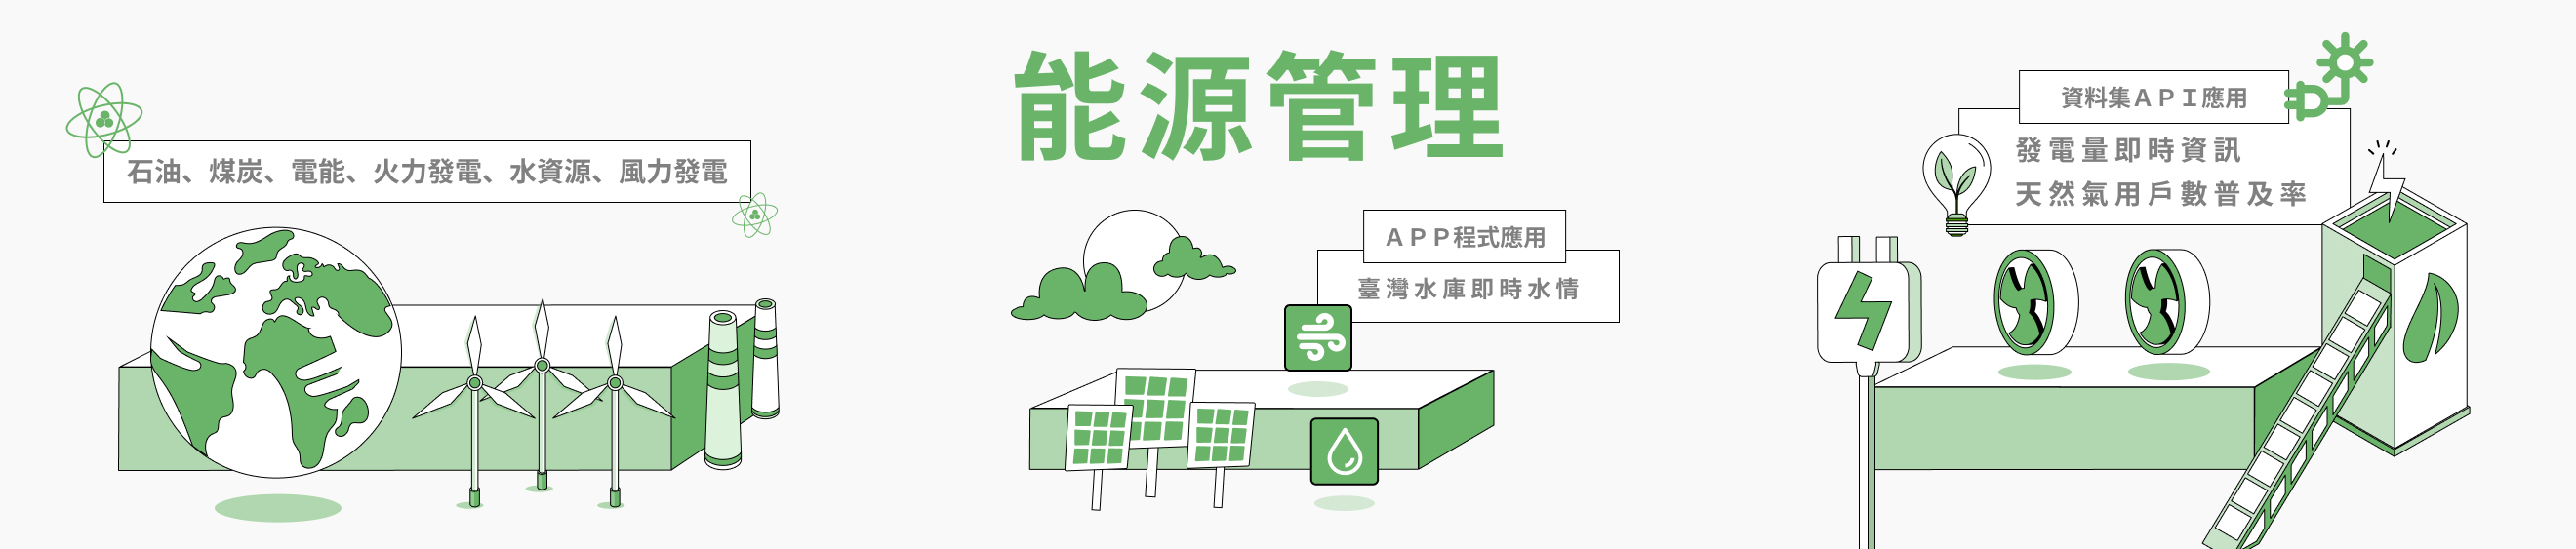 能源管理
石油、煤炭、電能、火力發電、水資源、風力發電
ＡＰＰ程式應用
臺灣水庫即時水情
資料集ＡＰＩ應用
發電量即時資訊
天然氣用戶數普及率